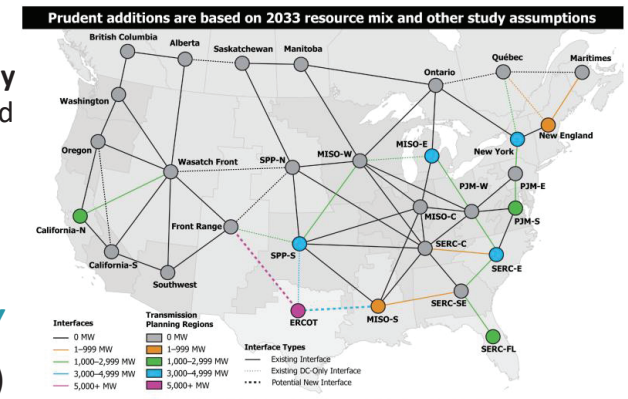 Prudent additions are based on 2033 resource mix and other study assumptions
British Columbia
Alberta
Saskatchewan
Manitoba
Ontario
Québec
Maritimes
y
d
Washington
Oregon
Wasatch Front
SPP-N
MISO-W
MISO-E
New York
New England
PJM-W
PJM-E
California-N
Front Range
MISO-C
PJM-S
California-S
SPP-S
SERC-C
SERC-E
Southwest
ERCOT
MISO-S
SERC-SE
SERC-FL
)
Interfaces
0 MW
1–999 MW
1,000–2,999 MW
3,000–4,999 MW
5,000+ MW
Transmission
Planning Regions
0 MW
1–999 MW
1,000–2,999 MW
3,000–4,999 MW
5,000+ MW
Interface Types
Existing Interface
Existing DC-Only Interface
Potential New Interface